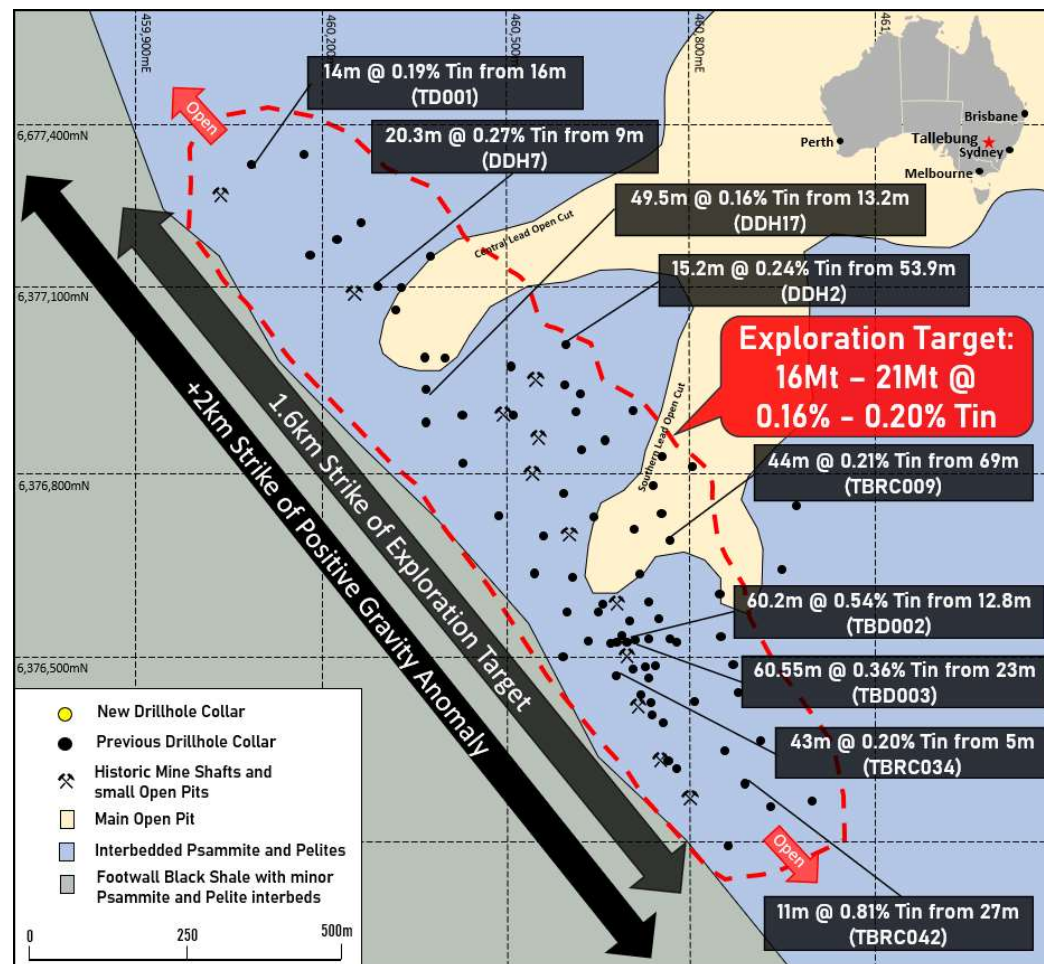 459,900mE
460,200mE
460,500mE
460,800mE
461
14m @ 0.19% Tin from 16m
(TD001)
Open
6,677,400mN
20.3m @ 0.27% Tin from 9m
(DDH7)
Brisbane
Perth
Tallebung
Sydney
Melbourne
49.5m @ 0.16% Tin from 13.2m
(DDH17)
Central Lead Open Cut
15.2m @ 0.24% Tin from 53.9m
(DDH2)
6,377,100mN
Exploration Target:
16Mt – 21Mt @
0.16% – 0.20% Tin
+2km Strike of Positive Gravity Anomaly
1.6km Strike of Exploration Target
Southern Lead Open Cut
44m @ 0.21% Tin from 69m
(TBRC009)
6,376,800mN
60.2m @ 0.54% Tin from 12.8m
(TBD002)
6,376,500mN
60.55m @ 0.36% Tin from 23m
(TBD003)
43m @ 0.20% Tin from 5m
(TBRC034)
Open
11m @ 0.81% Tin from 27m
(TBRC042)
New Drillhole Collar
Previous Drillhole Collar
Historic Mine Shafts and
small Open Pits
Main Open Pit
Interbedded Psammite and Pelites
Footwall Black Shale with minor
Psammite and Pelite interbeds
0
250
500m